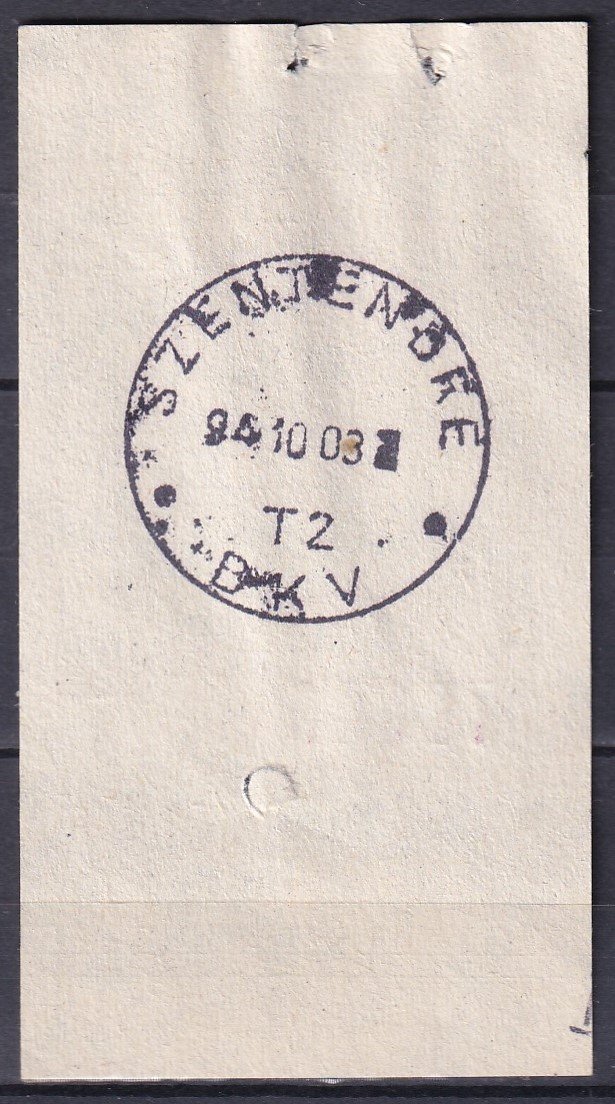 SZENTENDRE
94 10 03
T2
BKV